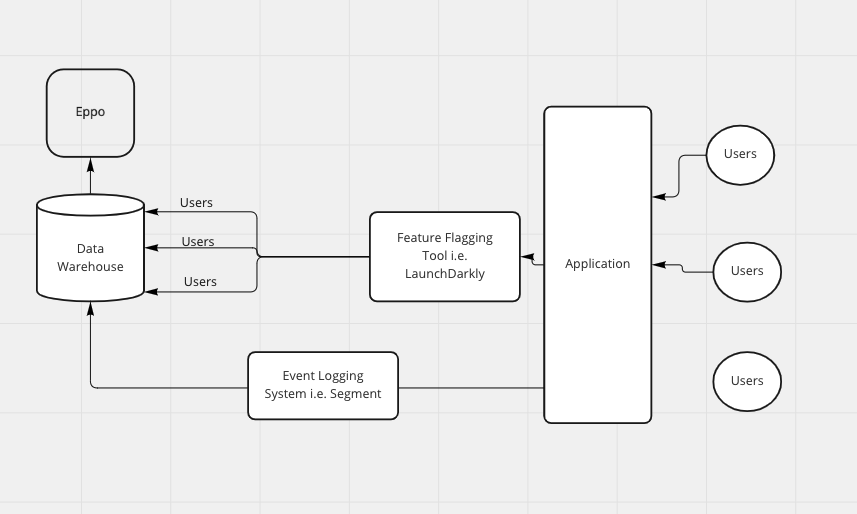 Eppo
Users
Users
Users
Data
Warehouse
Users
Feature Flagging
Tool i.e.
LaunchDarkly
Application
Users
Users
Event Logging
System i.e. Segment